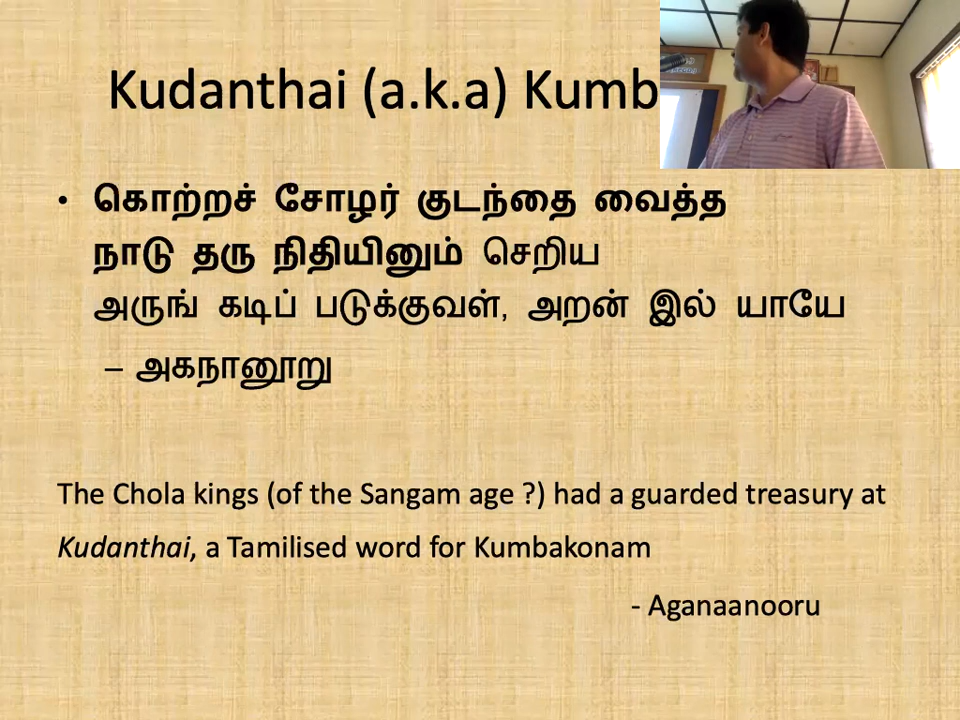 Kudanthai (a.k.a) Kumb
• கொற்றச் சோழர் குடந்தை வைத்த
நாடு தரு நிதியினும் செறிய
அருங் கடிப் படுக்குவள், அறன் இல் யாயே
– அகநானூறு
The Chola kings (of the Sangam age ?) had a guarded treasury at
Kudanthai, a Tamilised word for Kumbakonam
- Aganaanooru